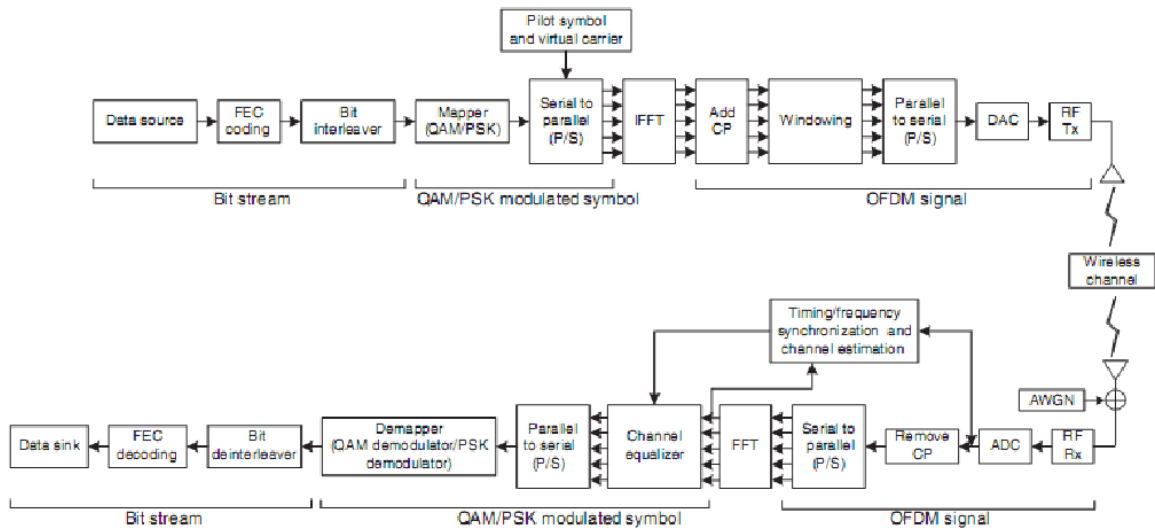 Pilot symbol
and virtual carrier
Data source
FEC
coding
Bit
interleaver
Mapper
(QAM/PSK)
Serial to
parallel
(P/S)
IFFT
Add
CP
Windowing
Parallel
to serial
(P/S)
DAC
RF
Tx
Bit stream
QAM/PSK modulated symbol
OFDM signal
Wireless
channel
Timing/frequency
synchronization and
channel estimation
AWGN
Data sink
FEC
decoding
Bit
deinterleaver
Demapper
(QAM demodulator/PSK
demodulator)
Parallel
to serial
(P/S)
Channel
equalizer
FFT
Serial to
parallel
(P/S)
Remove
CP
ADC
RF
Rx
Bit stream
QAM/PSK modulated symbol
OFDM signal